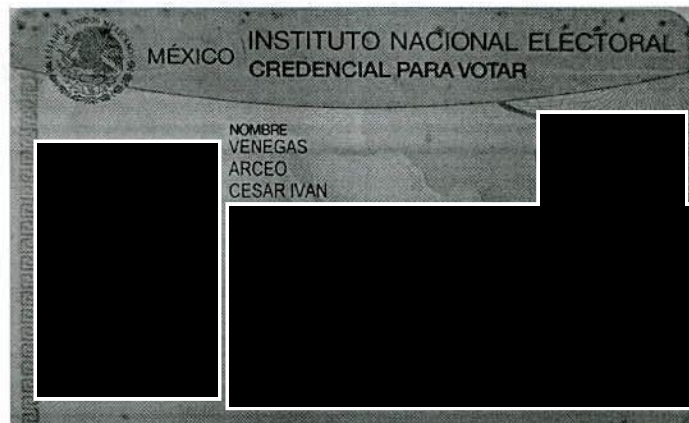 MÉXICO
INSTITUTO NACIONAL ELECTORAL
CREDENCIAL PARA VOTAR
NOMBRE
VENEGAS
ARCEO
CESAR IVAN